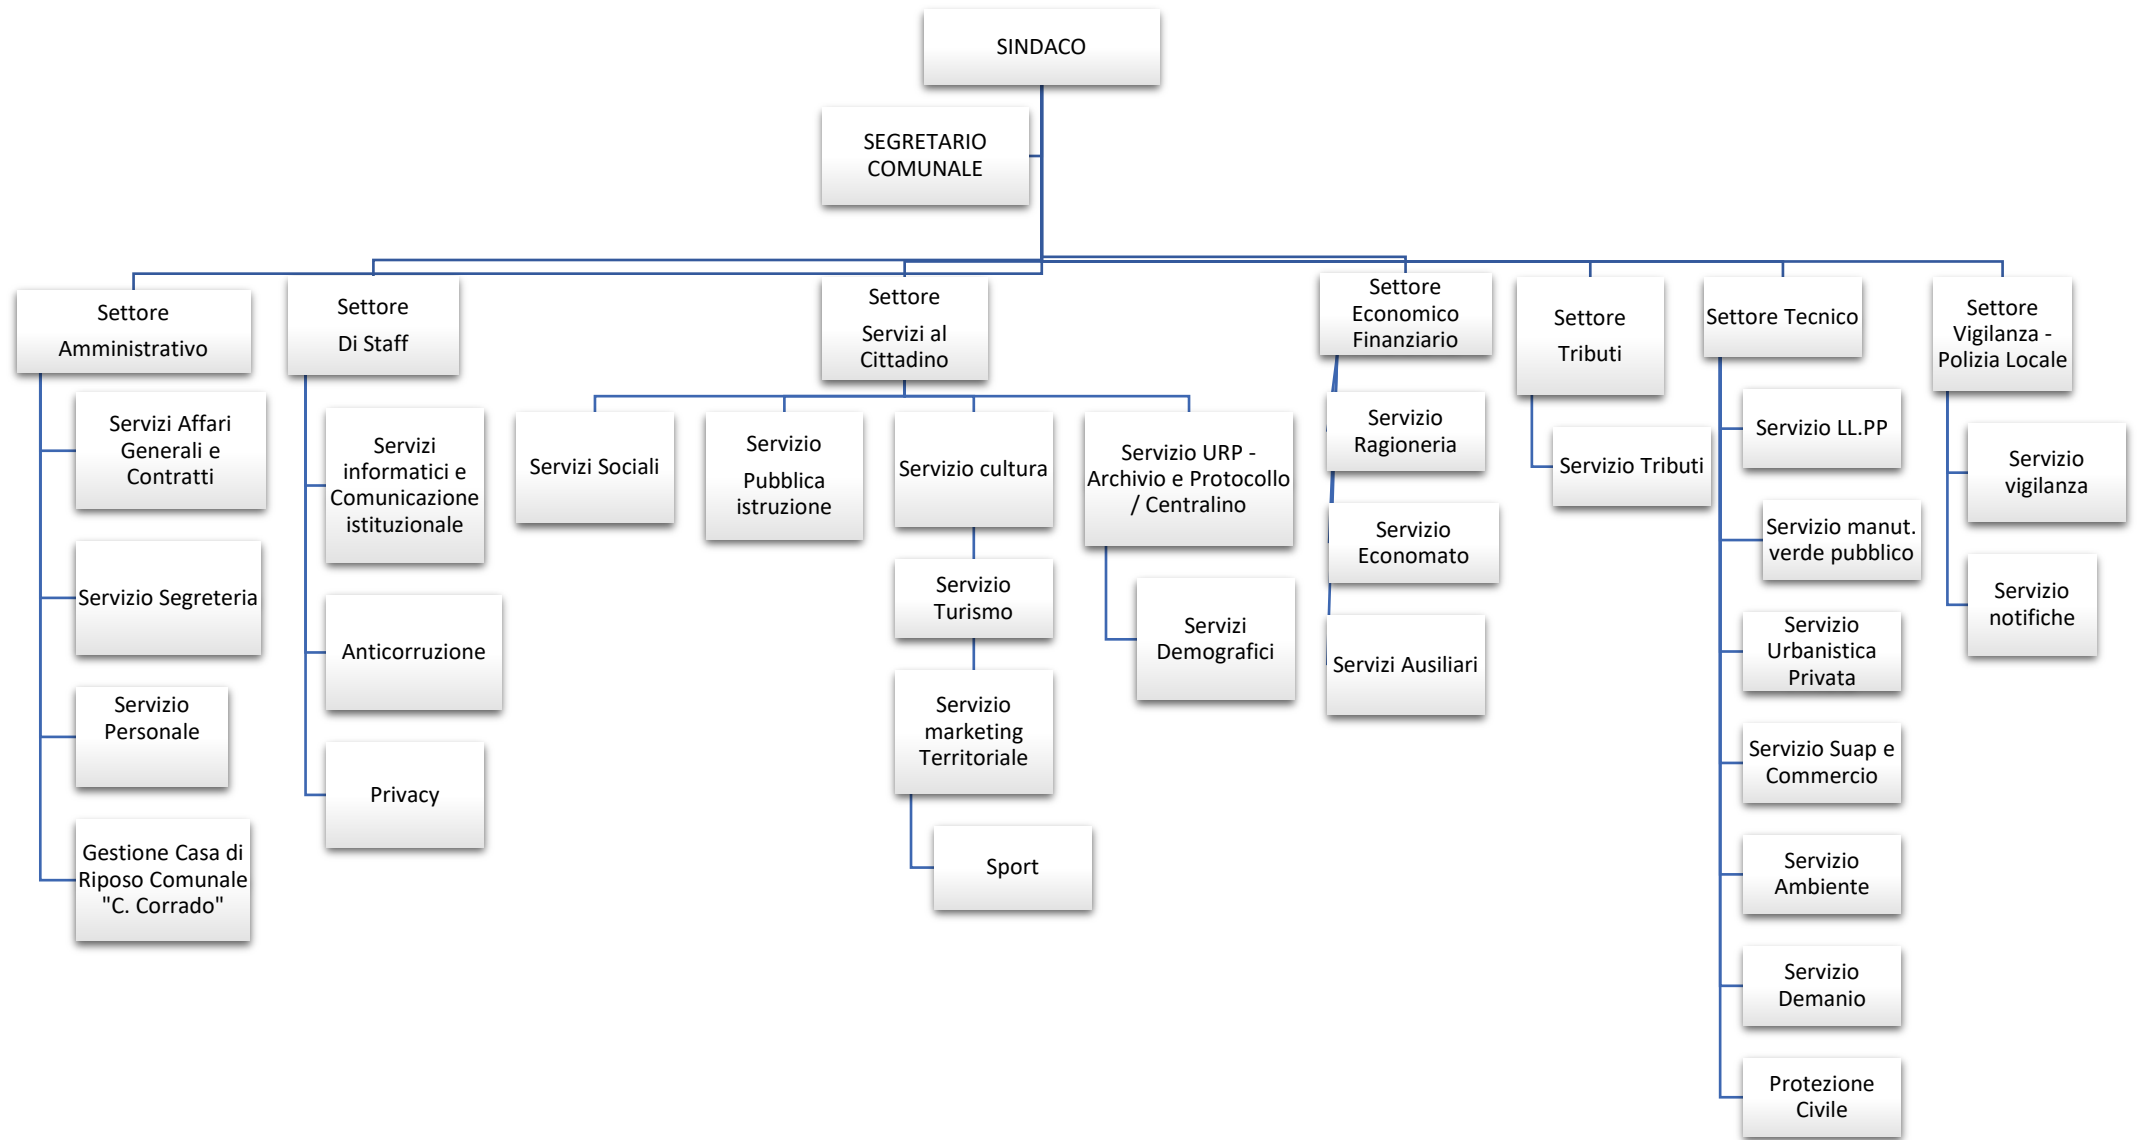 SINDACO
SEGRETARIO
COMUNALE
Settore
Amministrativo
Servizi Affari
Generali e
Contratti
Servizio Segreteria
Servizio
Personale
Gestione Casa di
Riposo Comunale
"C. Corrado"
Settore
Di Staff
Servizi
informatici e
Comunicazione
istituzionale
Anticorruzione
Privacy
Settore
Servizi al
Cittadino
Servizi Sociali
Servizio
Pubblica
istruzione
Servizio cultura
Servizio
Turismo
Servizio
marketing
Territoriale
Sport
Servizio URP -
Archivio e Protocollo
/ Centralino
Servizi
Demografici
Settore
Economico
Finanziario
Servizio
Ragioneria
Servizio
Economato
Servizi Ausiliari
Settore
Tributi
Servizio Tributi
Settore Tecnico
Servizio LL.PP
Servizio manut.
verde pubblico
Servizio
Urbanistica
Privata
Servizio Suap e
Commercio
Servizio
Ambiente
Servizio
Demanio
Protezione
Civile
Settore
Vigilanza -
Polizia Locale
Servizio
vigilanza
Servizio
notifiche